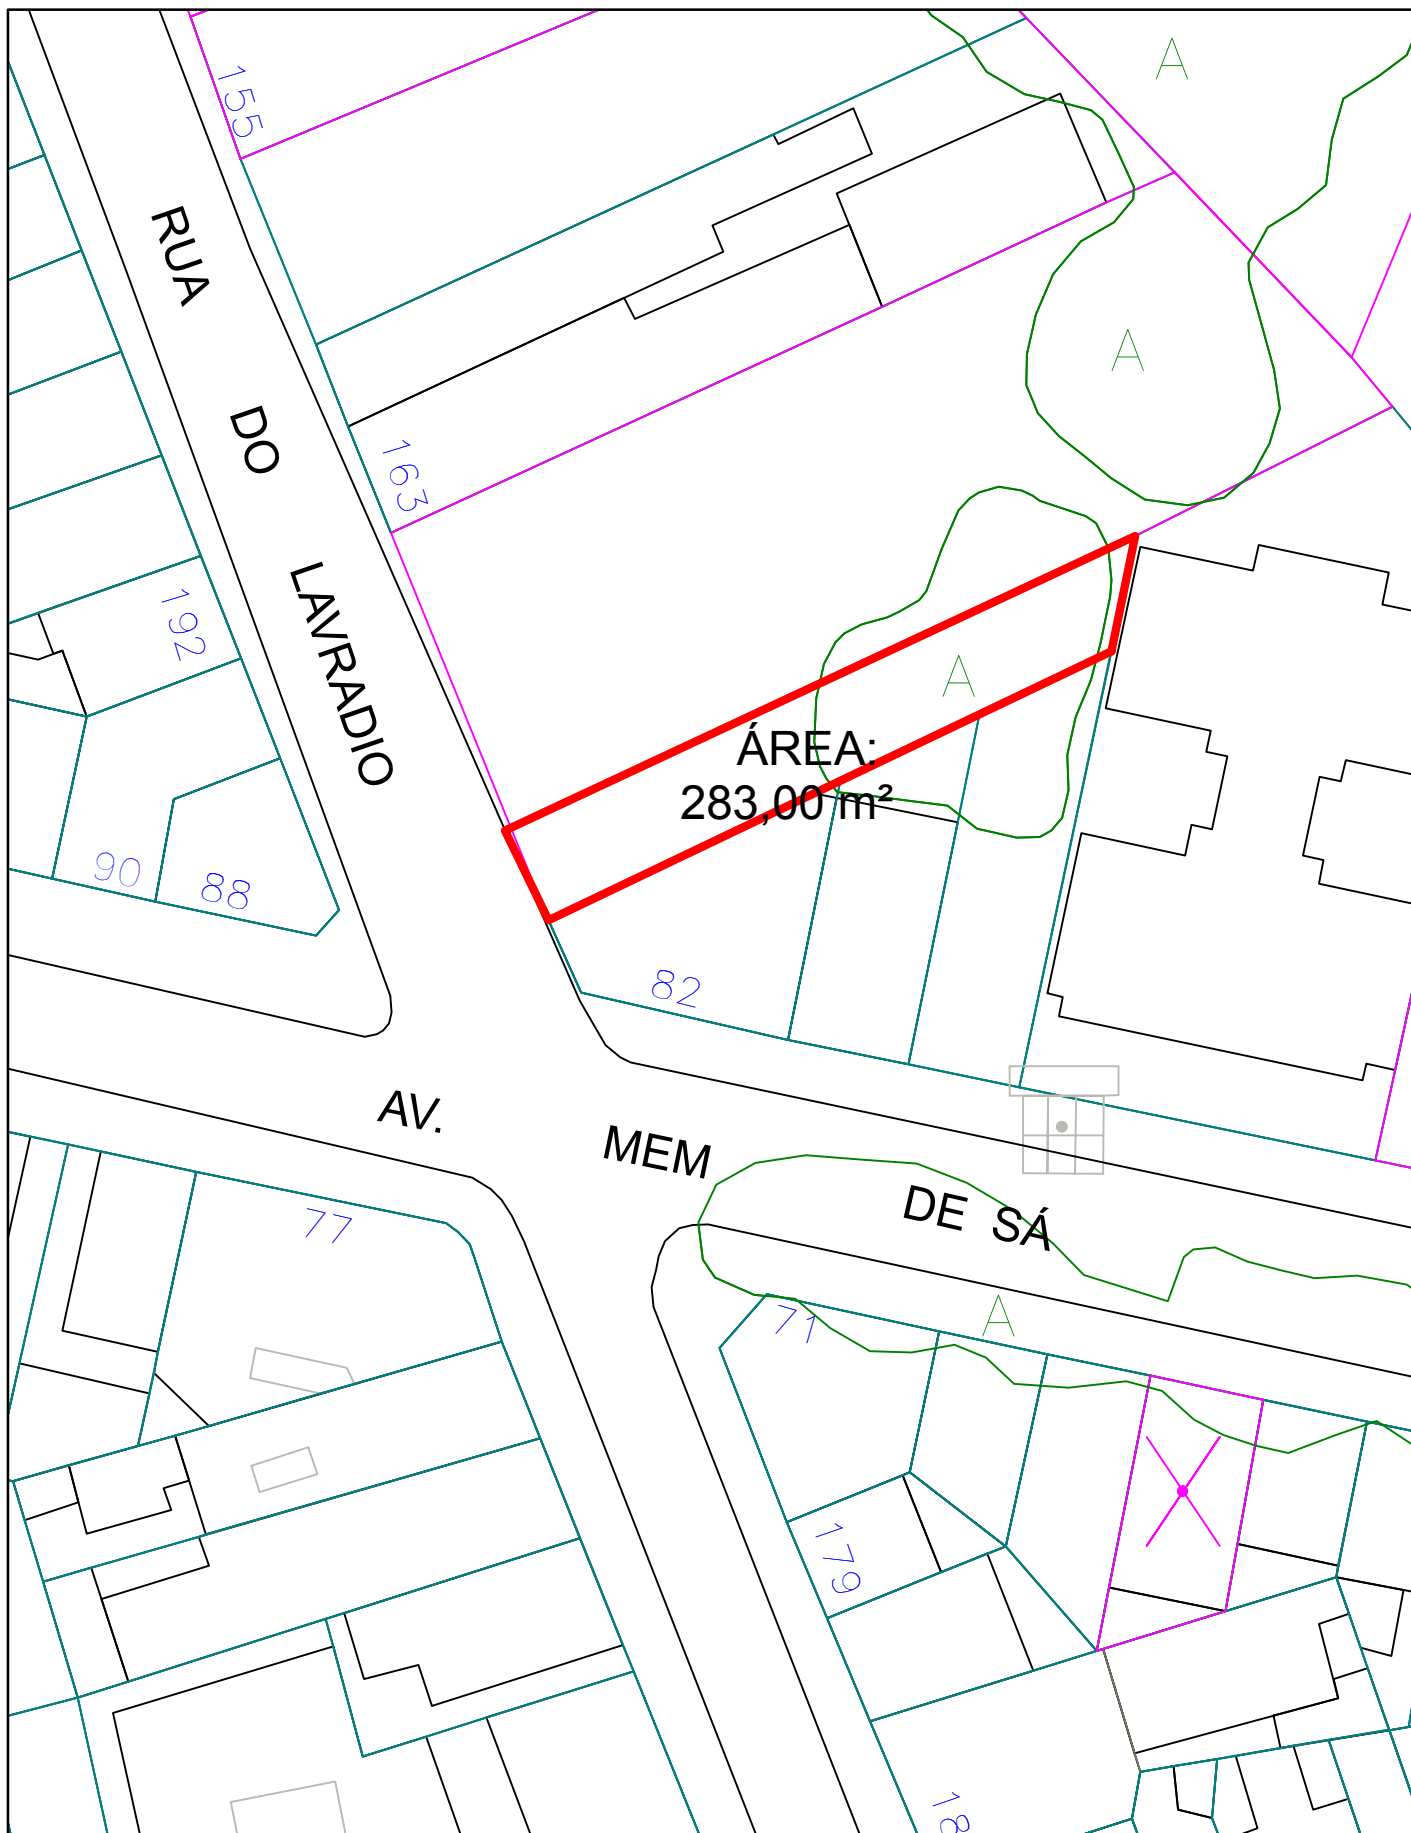 155
A
RUA
A
DO
163
LAVRADIO
192
A
ÁREA:
283,00 m²
90
88
82
AV.
MEM
DE SÁ
77
71
A
179